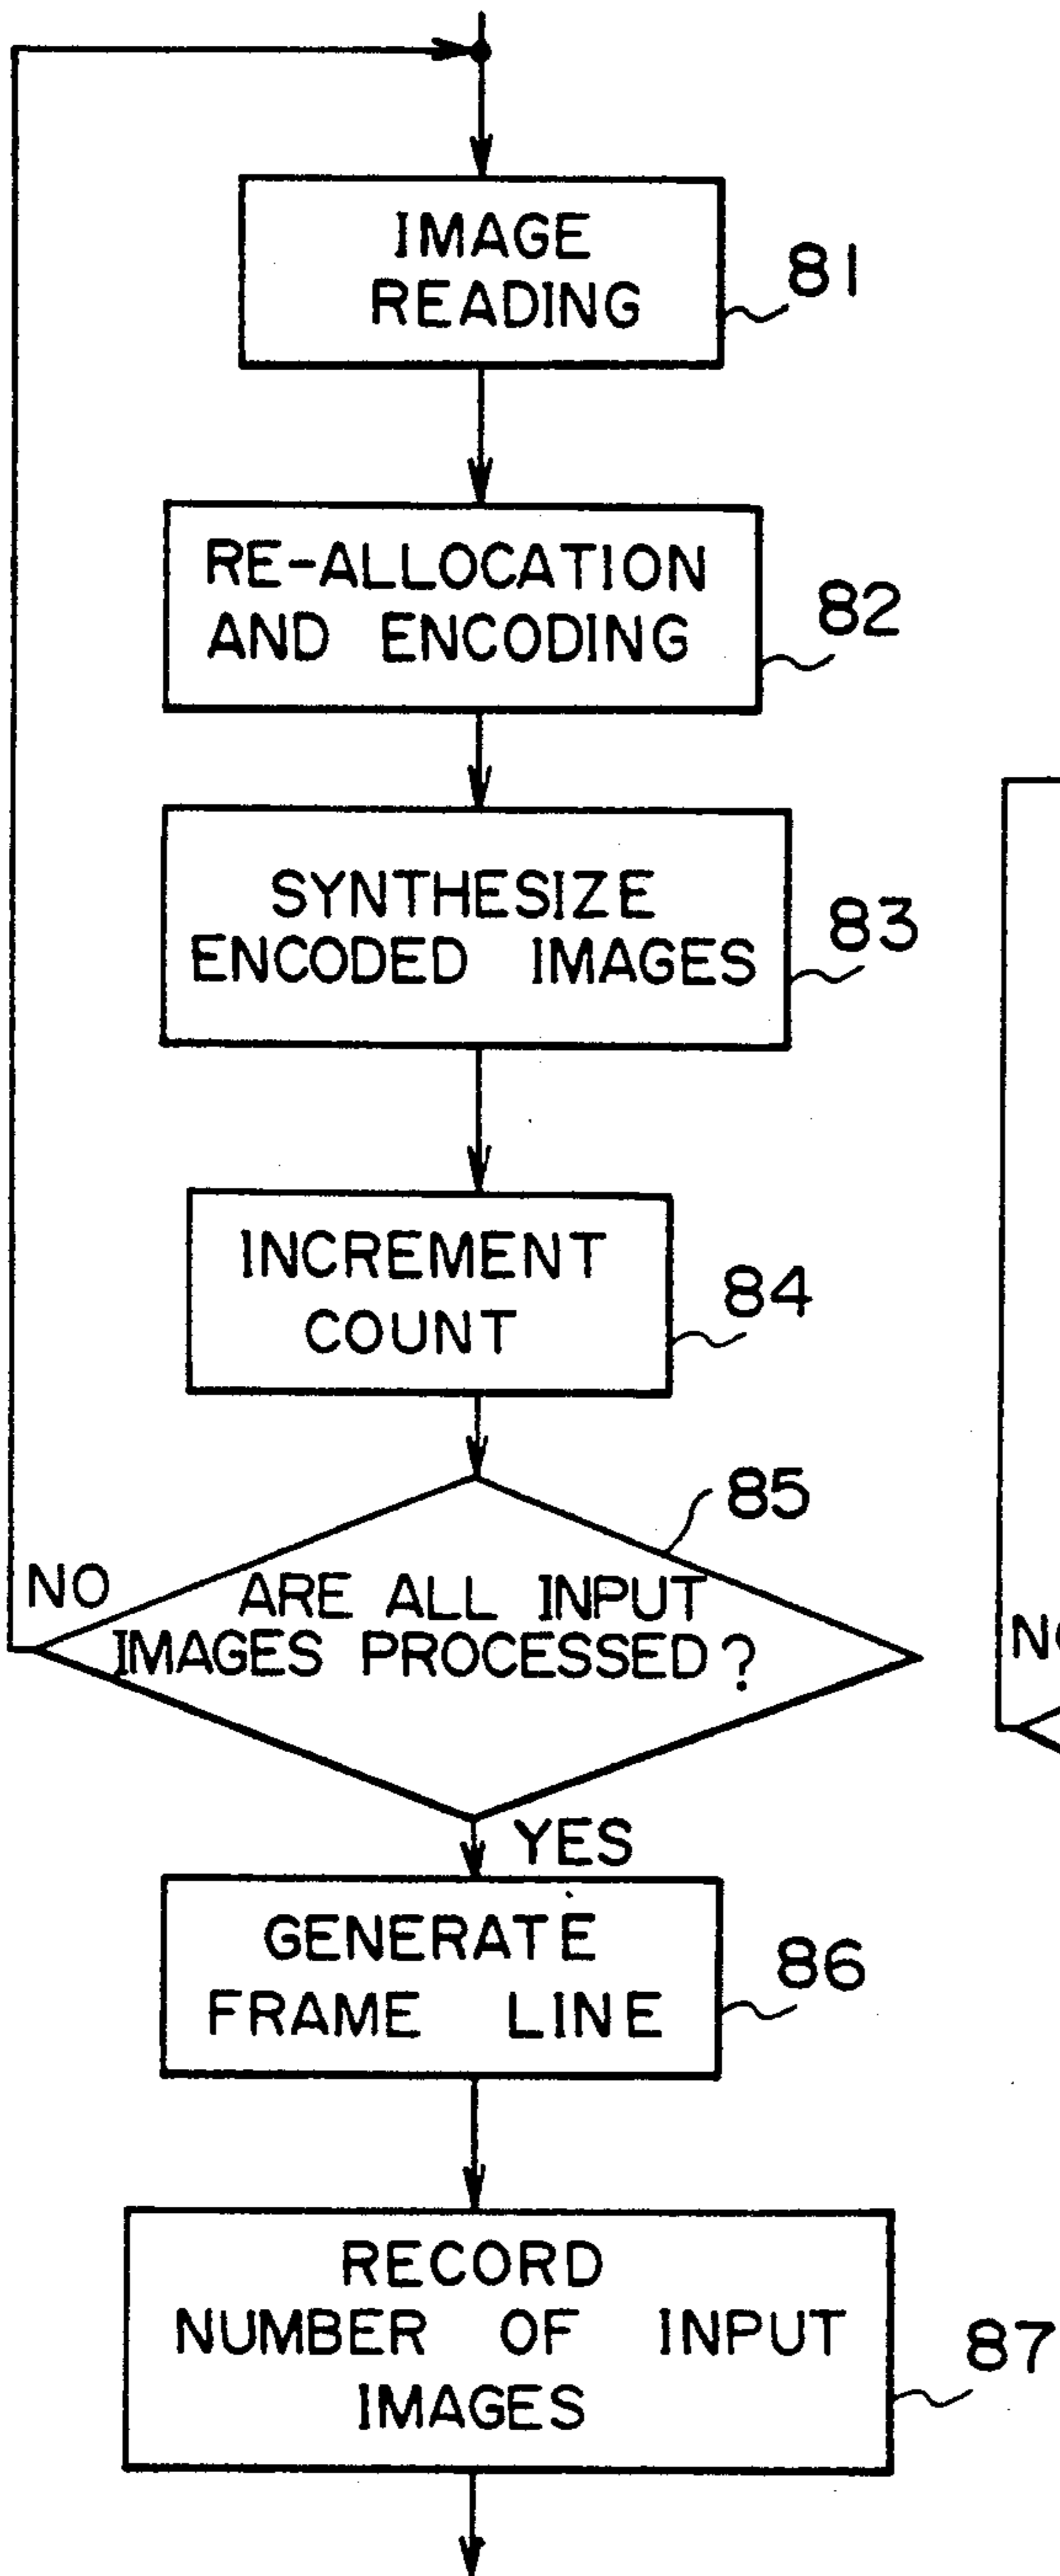 IMAGE
READING
81
RE-ALLOCATION
AND ENCODING
82
SYNTHESIZE
ENCODED IMAGES
83
INCREMENT
COUNT
84
85
NO
ARE ALL INPUT
IMAGES PROCESSED?
YES
GENERATE
FRAME LINE
86
RECORD
NUMBER OF INPUT
IMAGES
87